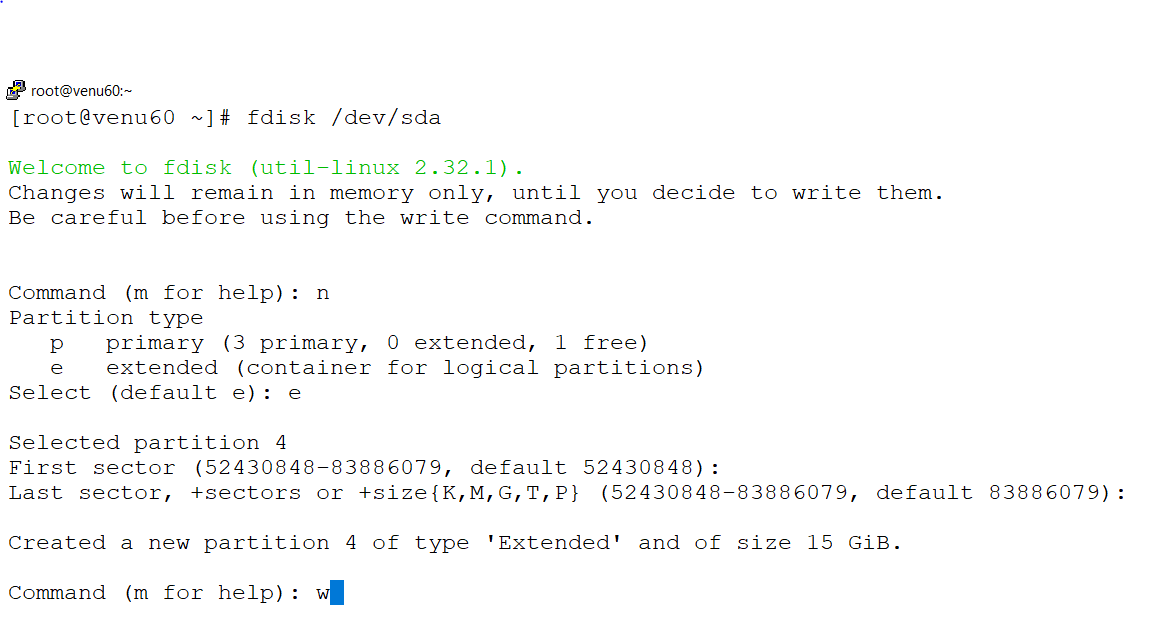 root@venu60:~
[root@venu60 ~]# fdisk /dev/sda
Welcome to fdisk (util-linux 2.32.1).
Changes will remain in memory only, until you decide to write them.
Be careful before using the write command.
Command (m for help): n
Partition type
   p   primary (3 primary, 0 extended, 1 free)
   e   extended (container for logical partitions)
Select (default e): e
Selected partition 4
First sector (52430848-83886079, default 52430848):
Last sector, +sectors or +size{K,M,G,T,P} (52430848-83886079, default 83886079):
Created a new partition 4 of type 'Extended' and of size 15 GiB.
Command (m for help): w